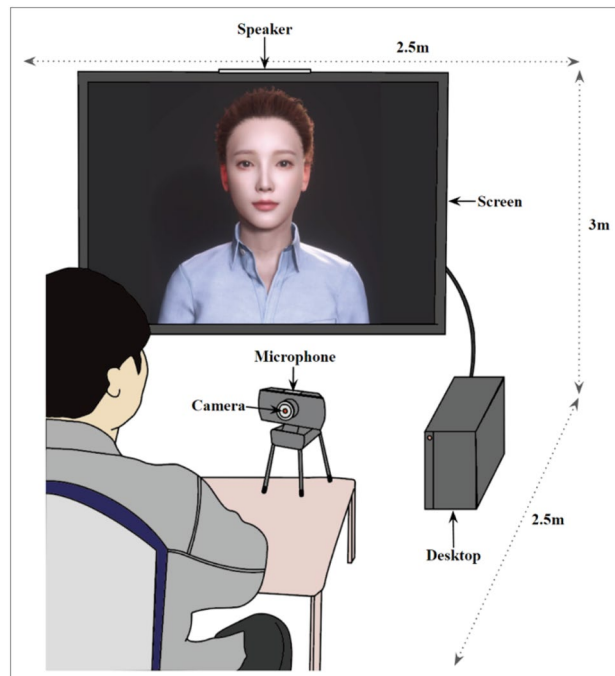 Speaker
2.5m
Screen
3m
Microphone
Camera
2.5m
Desktop